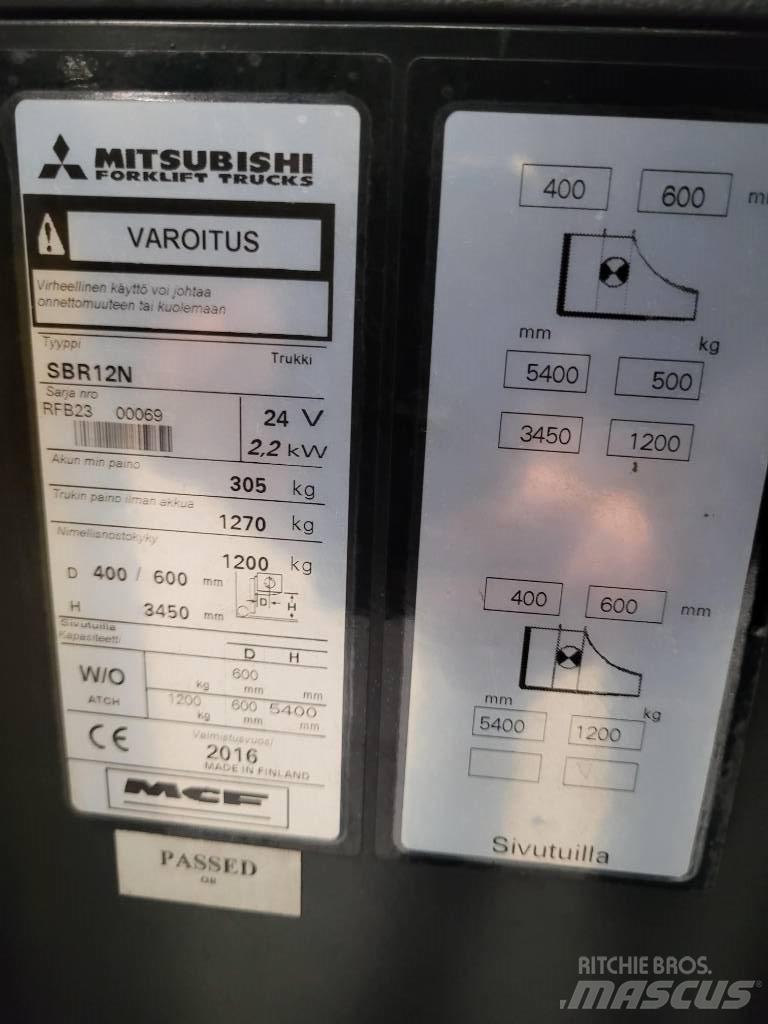 MITSUBISHI
FORKLIFT TRUCKS
VAROITUS
Virheellinen käyttö voi johtaa
onnettomuuteen tai kuolemaan
Tyyppi Trukki
SBR12N
Sarja nro
RFB23 00069 24 V
2,2 kW
Akun min paino
305 kg
Trukin paino ilman akkua
1270 kg
Nimellisnostokyky
1200 kg
D 400 / 600 mm
D H
H 3450 mm
Sivutuilla
Kapasiteetti D H
W/O
ATCH
600
kg mm mm
1200 600 5400
kg mm mm
CE
Valmistusvuosi
2016
MADE IN FINLAND
MCF
PASSED
400 600 m
mm kg
5400 500
3450 1200
400 600 mm
mm kg
5400 1200
Sivutuilla
RITCHIE BROS.
MASCUS